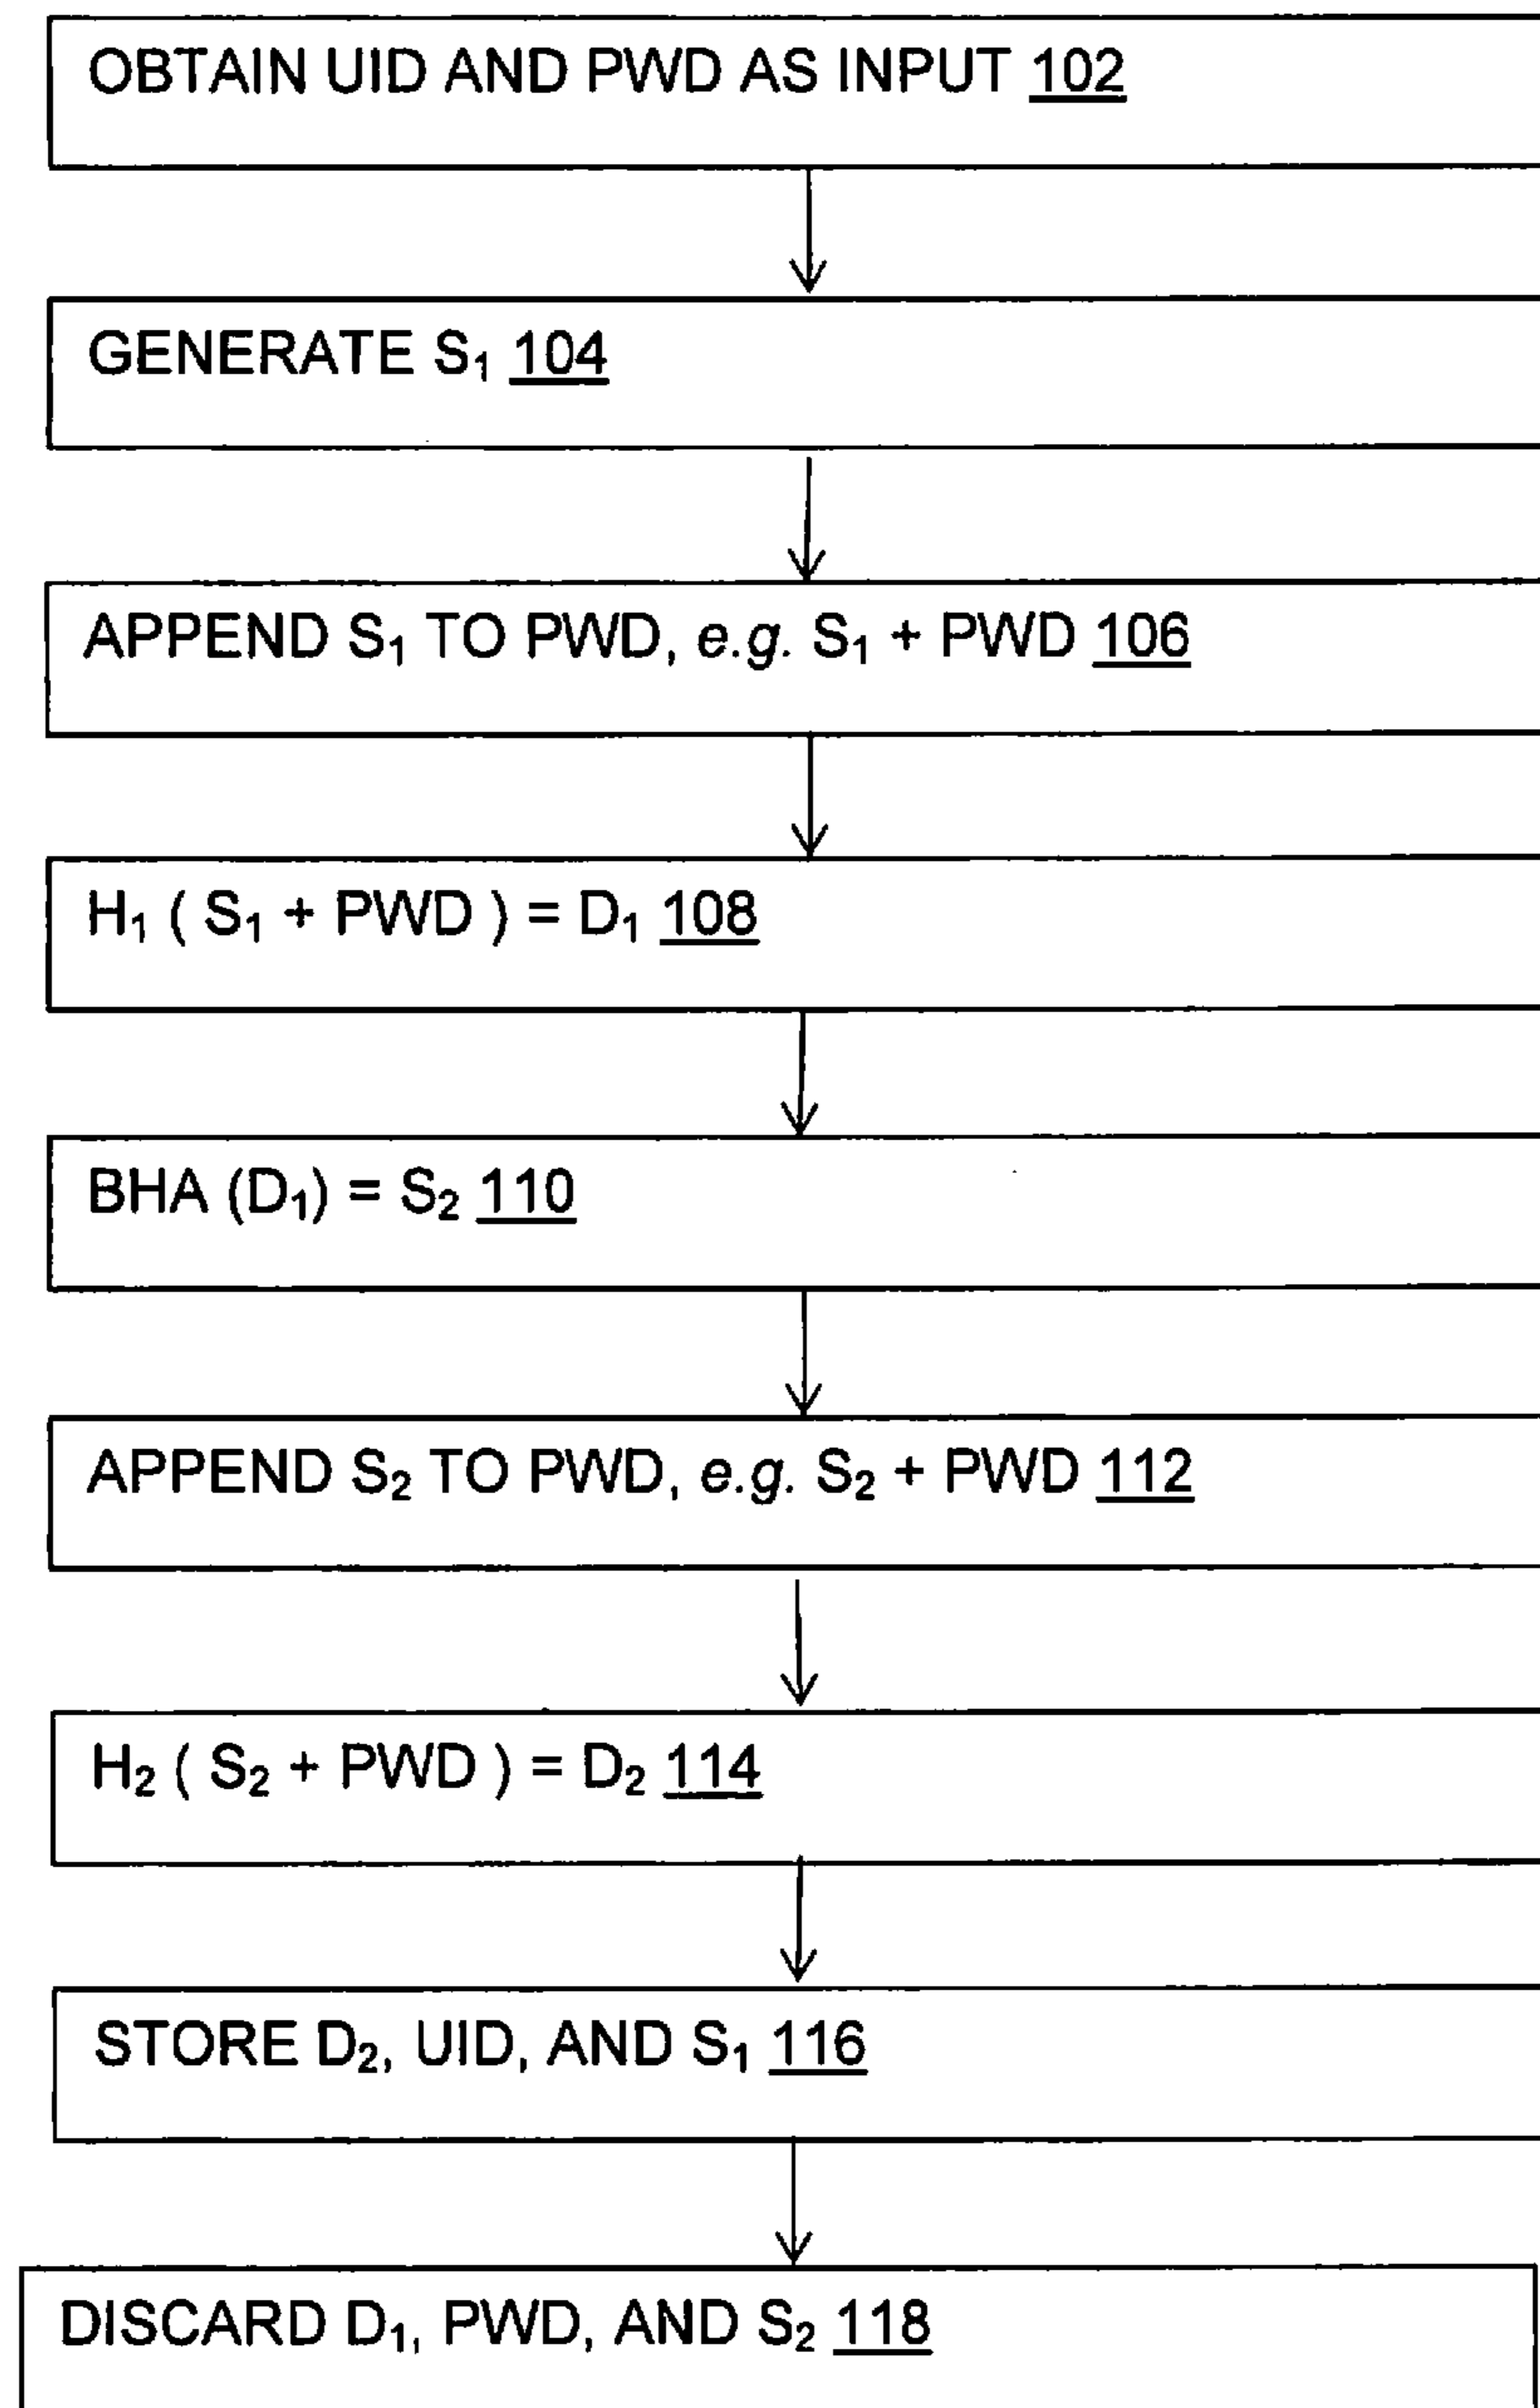 OBTAIN UID AND PWD AS INPUT 102
GENERATE S₁ 104
APPEND S₁ TO PWD, e.g. S₁ + PWD 106
H₁ ( S₁ + PWD ) = D₁ 108
BHA (D₁) = S₂ 110
APPEND S₂ TO PWD, e.g. S₂ + PWD 112
H₂ ( S₂ + PWD ) = D₂ 114
STORE D₂, UID, AND S₁ 116
DISCARD D₁, PWD, AND S₂ 118